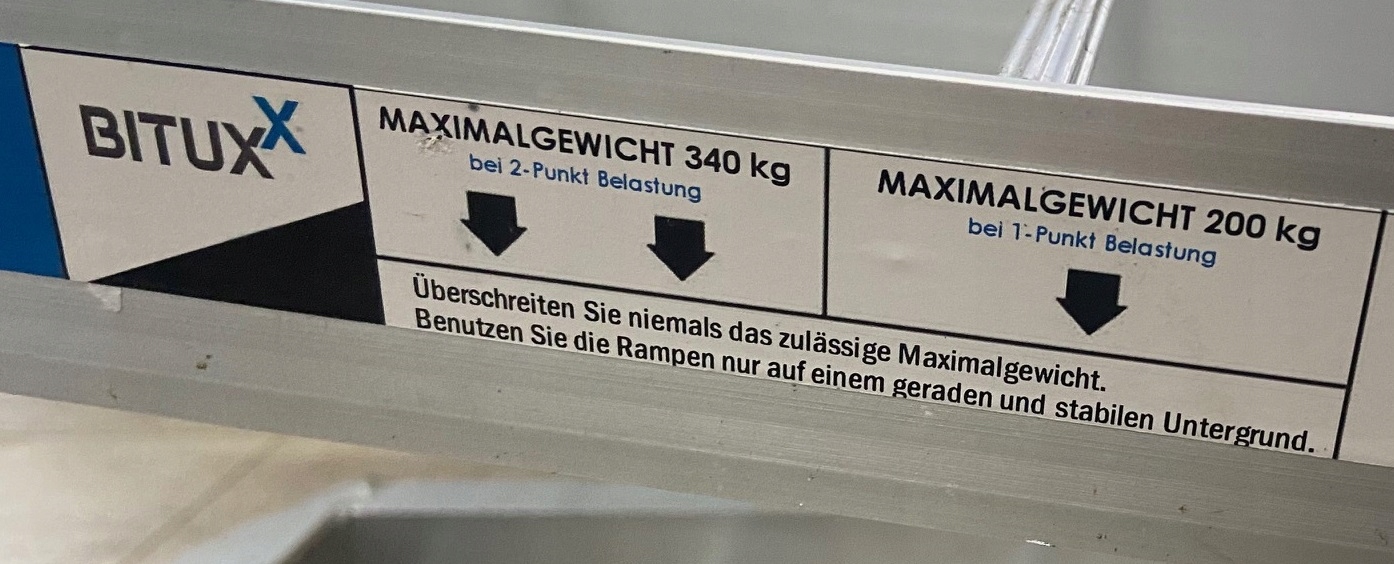 BITUXX
MAXIMALGEWICHT 340 kg
bei 2-Punkt Belastung
MAXIMALGEWICHT 200 kg
bei 1-Punkt Belastung
Überschreiten Sie niemals das zulässige Maximalgewicht.
Benutzen Sie die Rampen nur auf einem geraden und stabilen Untergrund.